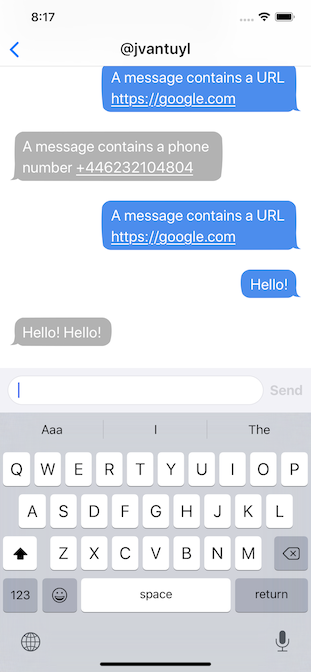 8:17
@jvantuyl
A message contains a URL
https://google.com
A message contains a phone
number +446232104804
A message contains a URL
https://google.com
Hello!
Hello! Hello!
Send
Aaa I The
Q W E R T Y U I O P
A S D F G H J K L
Z X C V B N M
123 space return